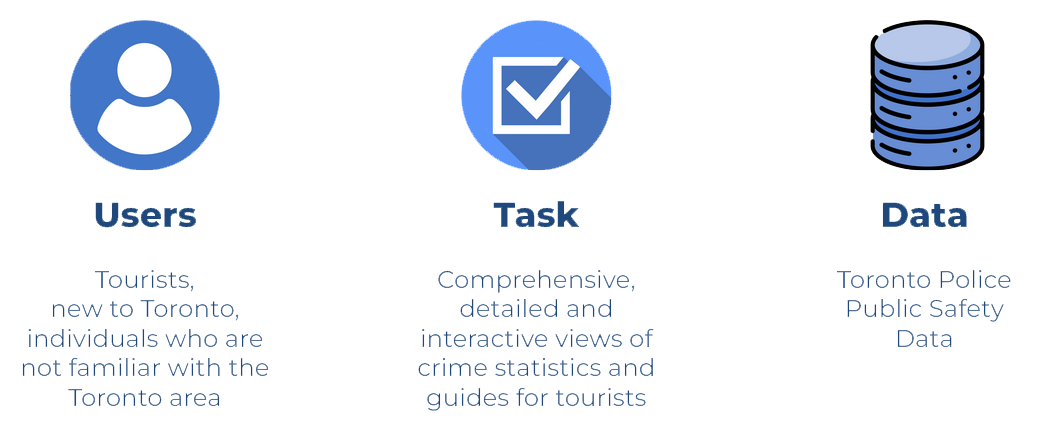 Users
Tourists,
new to Toronto,
individuals who are
not familiar with the
Toronto area
Task
Comprehensive,
detailed and
interactive views of
crime statistics and
guides for tourists
Data
Toronto Police
Public Safety
Data